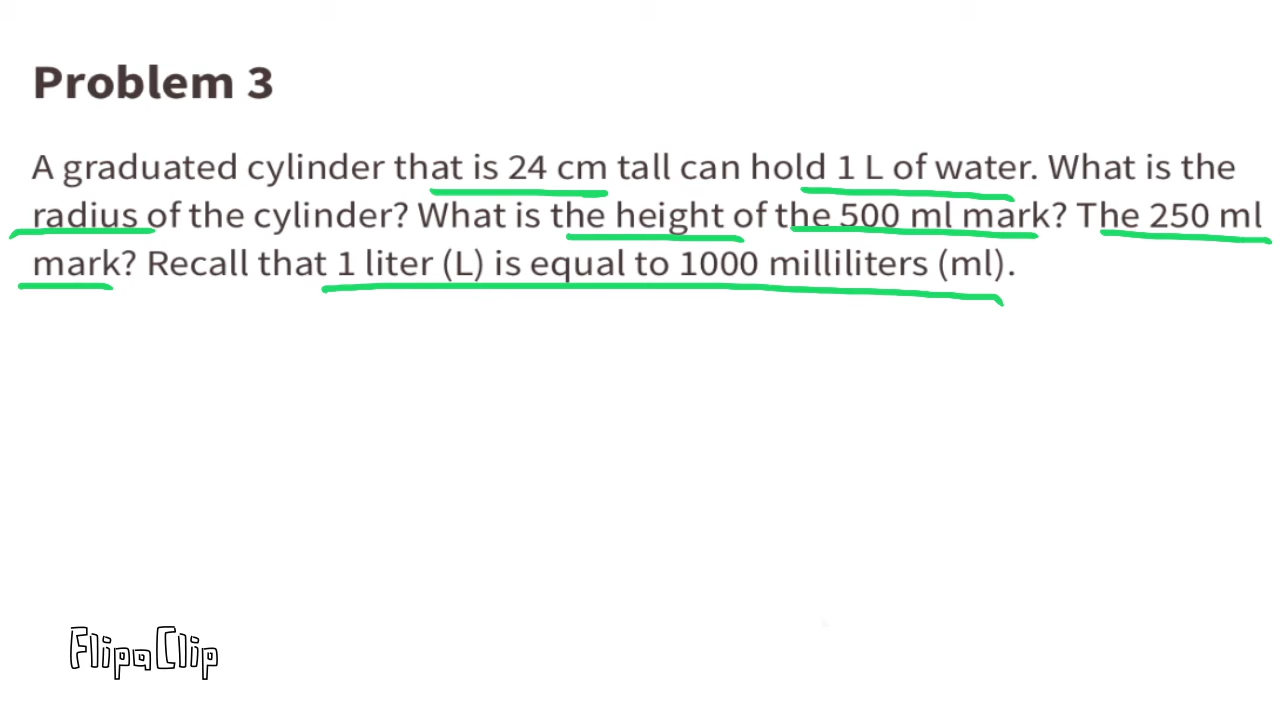 Problem 3
A graduated cylinder that is 24 cm tall can hold 1 L of water. What is the
radius of the cylinder? What is the height of the 500 ml mark? The 250 ml
mark? Recall that 1 liter (L) is equal to 1000 milliliters (ml).
FlipaClip